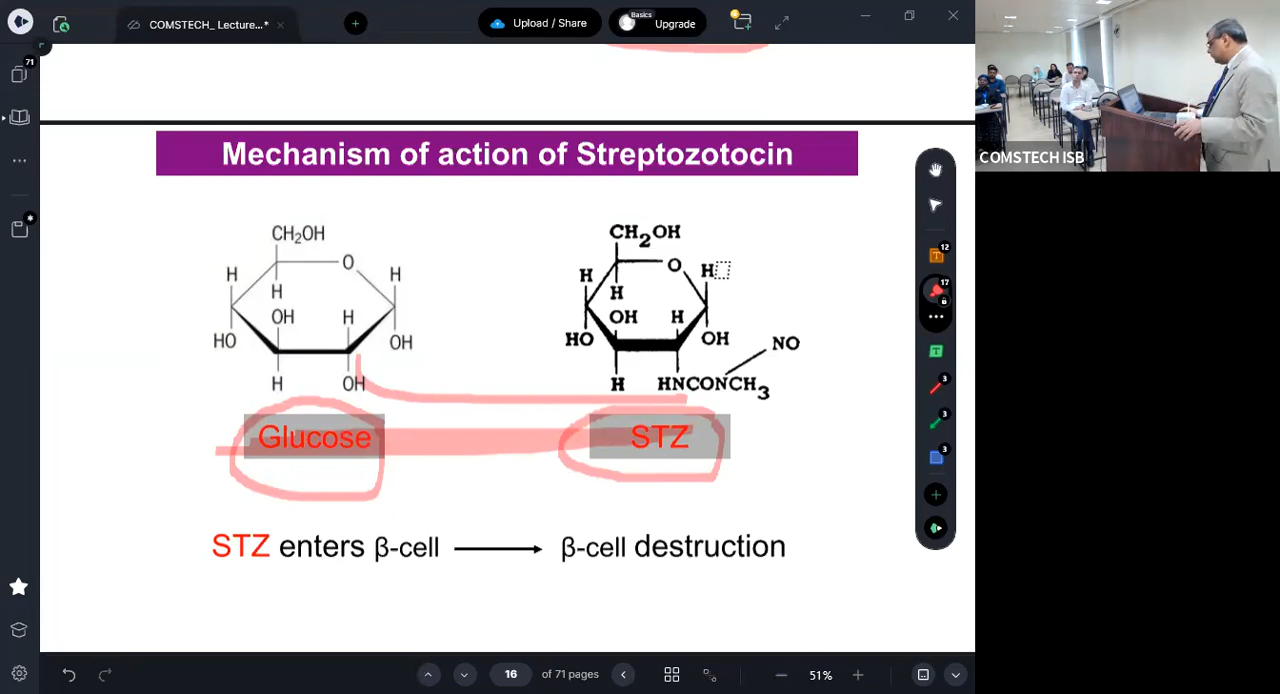 COMSTECH_ Lecture...*
Upload / Share
Basics
Upgrade
71
Mechanism of action of Streptozotocin
CH2OH
O
H
H
H
OH
H
HO
OH
H
OH
CH2OH
O
H
H
H
OH
H
HO
OH
NO
H
HNCONCH3
Glucose
STZ
STZ enters β-cell
β-cell destruction
12
17
3
3
3
16
of 71 pages
51%
COMSTECH ISB